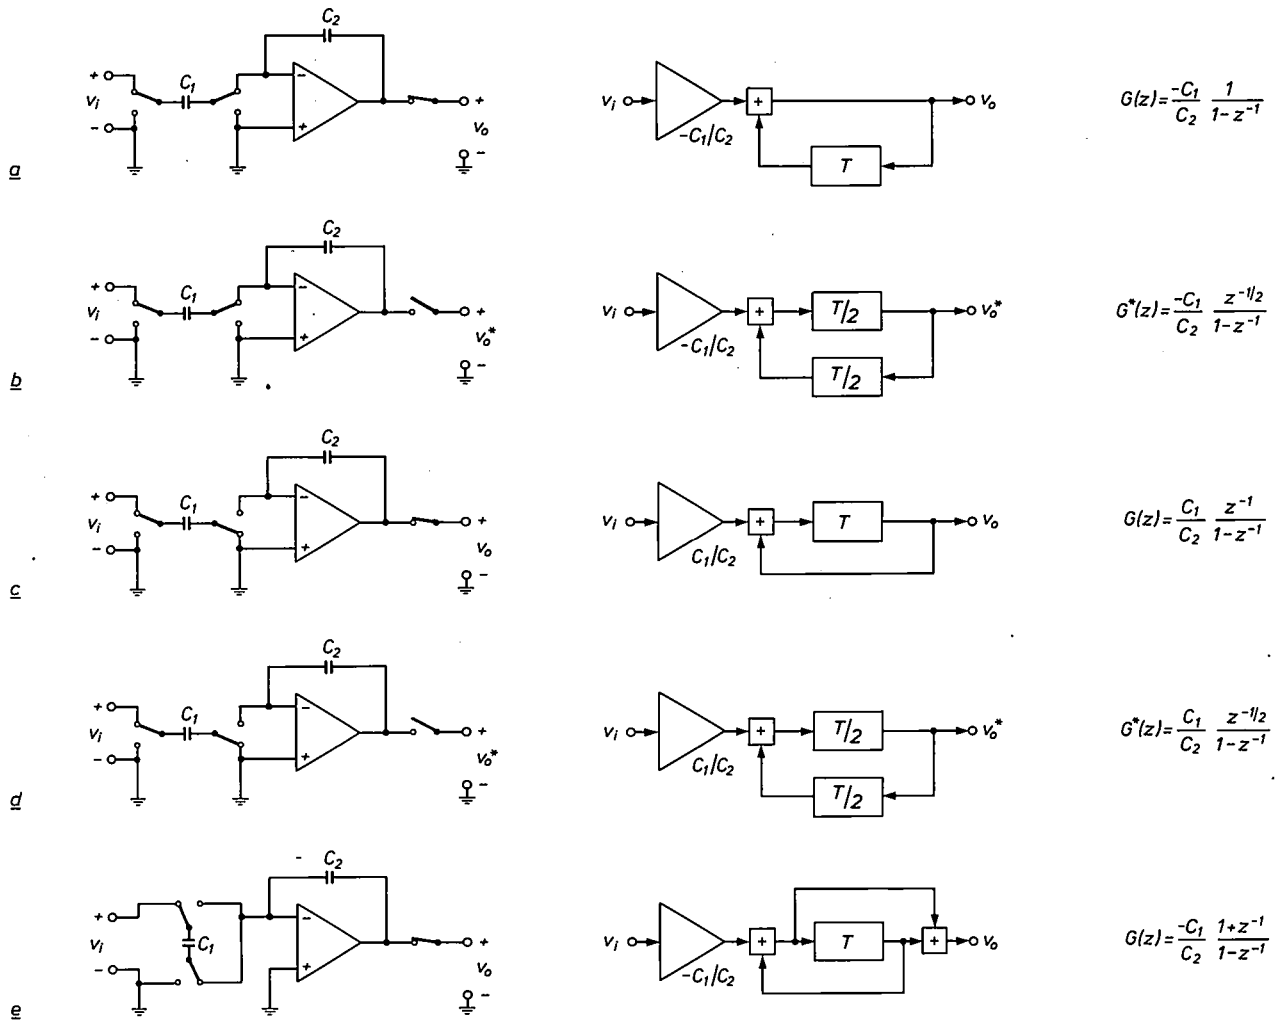 C₂
+
vᵢ
C₁
−
−
+
+
vₒ
−
a
vᵢ
−C₁/C₂
+
T
vₒ
G(z)= −C₁/C₂ 1/1−z⁻¹
C₂
+
vᵢ
C₁
−
−
+
+
vₒ*
−
b
vᵢ
−C₁/C₂
+
T/2
T/2
vₒ*
G*(z)= −C₁/C₂ z⁻¹/²/1−z⁻¹
C₂
+
vᵢ
C₁
−
−
+
+
vₒ
−
c
vᵢ
C₁/C₂
+
T
vₒ
G(z)= C₁/C₂ z⁻¹/1−z⁻¹
C₂
+
vᵢ
C₁
−
−
+
+
vₒ*
−
d
vᵢ
C₁/C₂
+
T/2
T/2
vₒ*
G*(z)= C₁/C₂ z⁻¹/²/1−z⁻¹
C₂
+
vᵢ
C₁
−
−
+
+
vₒ
−
e
vᵢ
−C₁/C₂
+
T
+
vₒ
G(z)= −C₁/C₂ 1+z⁻¹/1−z⁻¹